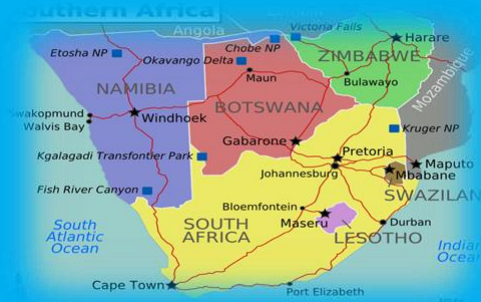 Southern Africa
Angola
Victoria Falls
Harare
Chobe NP
Etosha NP
Okavango Delta
ZIMBABWE
Maun
Bulawayo
NAMIBIA
BOTSWANA
Mozambique
Swakopmund
Windhoek
Walvis Bay
Kruger NP
Gabarone
Pretoria
Kgalagadi Transfontier Park
Maputo
Johannesburg
Mbabane
Fish River Canyon
SWAZILAN
Bloemfontein
South
Atlantic
Ocean
SOUTH
AFRICA
Maseru
Durban
LESOTHO
Indian
Ocean
Cape Town
Port Elizabeth